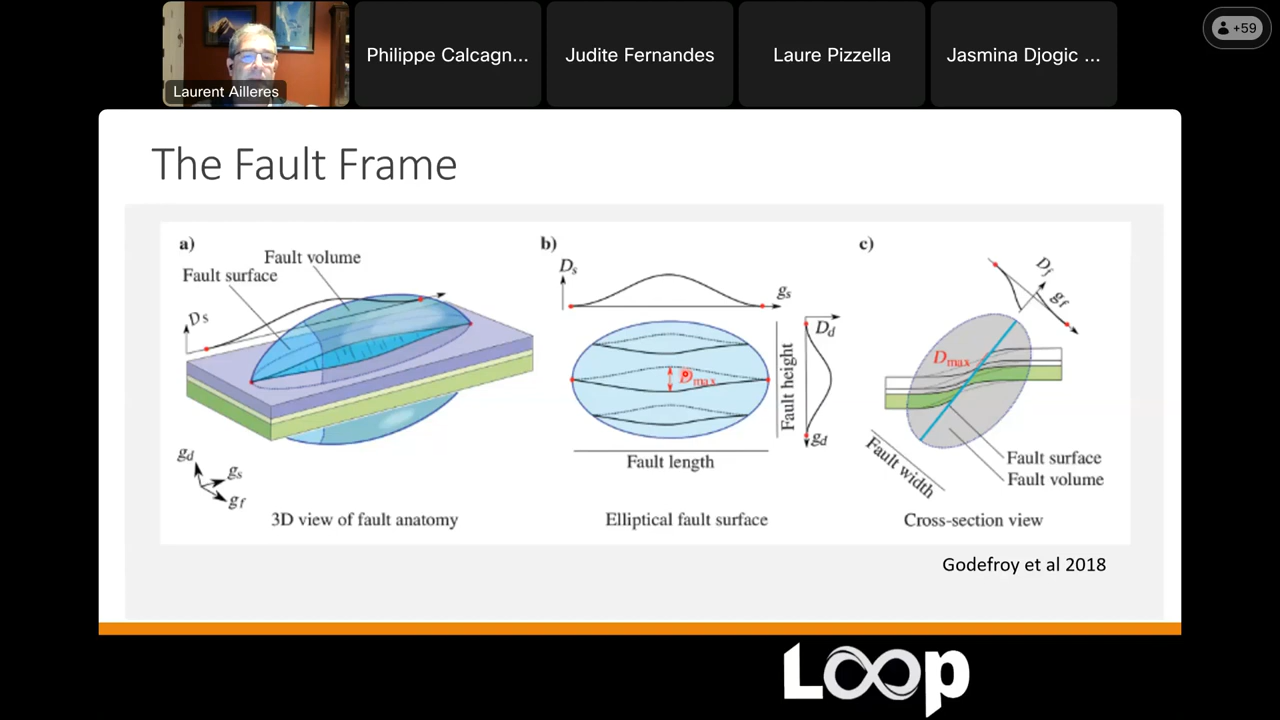 Laurent Ailleres
Philippe Calcagn...
Judite Fernandes
Laure Pizzella
Jasmina Djogic ...
+59
The Fault Frame
a)
Fault volume
Fault surface
Ds
gd
gs
gf
3D view of fault anatomy
b)
Ds
gs
Dmax
Fault height
Dd
gd
Fault length
Elliptical fault surface
c)
Df
gf
Dmax
Fault width
Fault surface
Fault volume
Cross-section view
Godefroy et al 2018
Loop